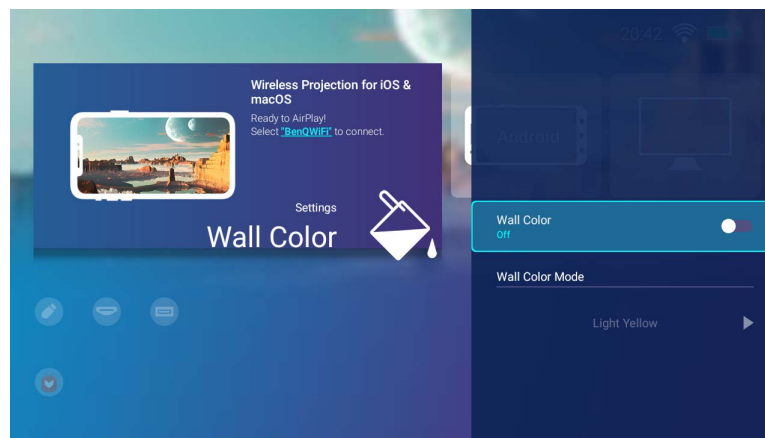 20:42
Wireless Projection for iOS &
macOS
Ready to AirPlay!
Select "BenQWiFi" to connect.
Android
Settings
Wall Color
Wall Color
Off
Wall Color Mode
Light Yellow